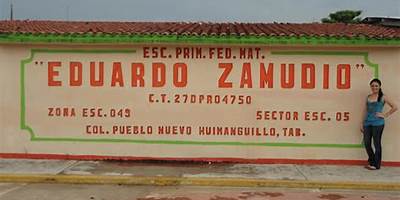 ESC. PRIM. FED. MAT.
"EDUARDO ZAMUDIO"
C.T. 27DPR0475O
ZONA ESC. 049 SECTOR ESC. 05
COL. PUEBLO NUEVO HUIMANGUILLO, TAB.